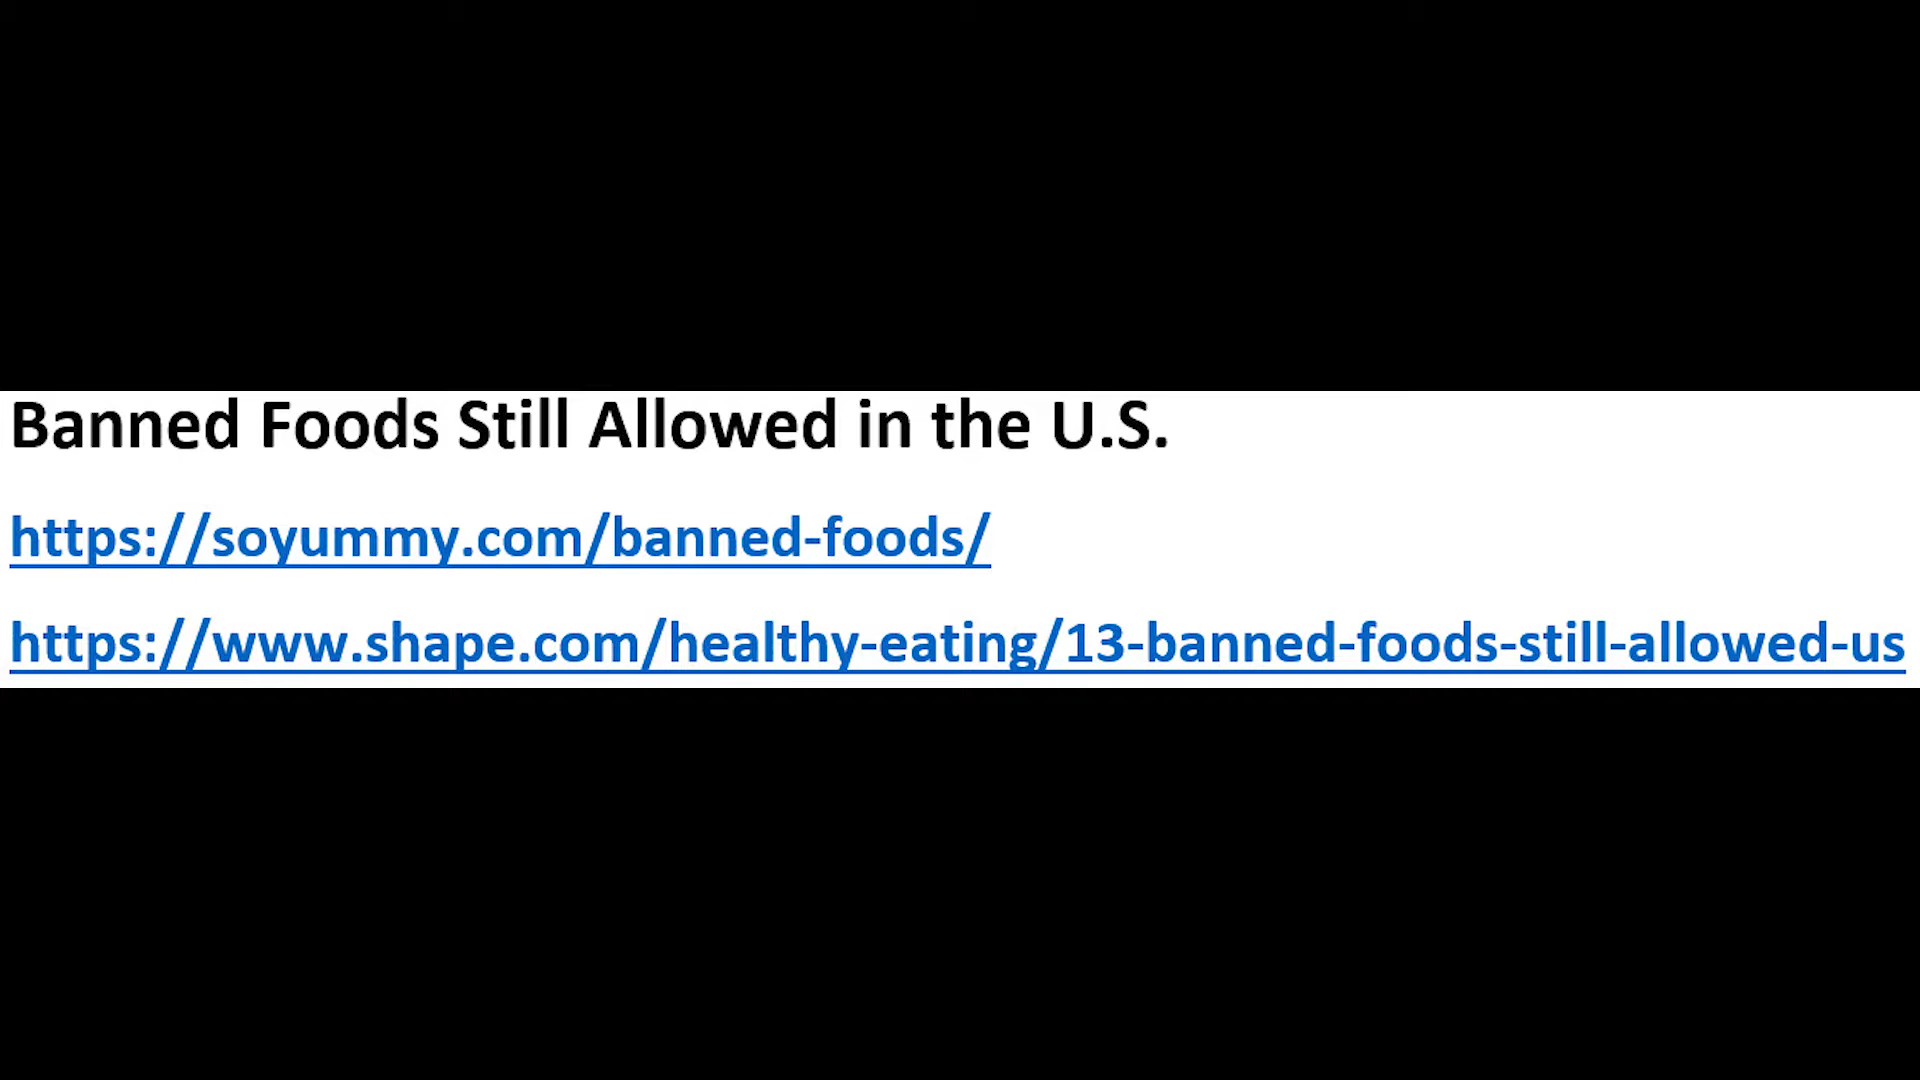 Banned Foods Still Allowed in the U.S.
https://soyummy.com/banned-foods/
https://www.shape.com/healthy-eating/13-banned-foods-still-allowed-us